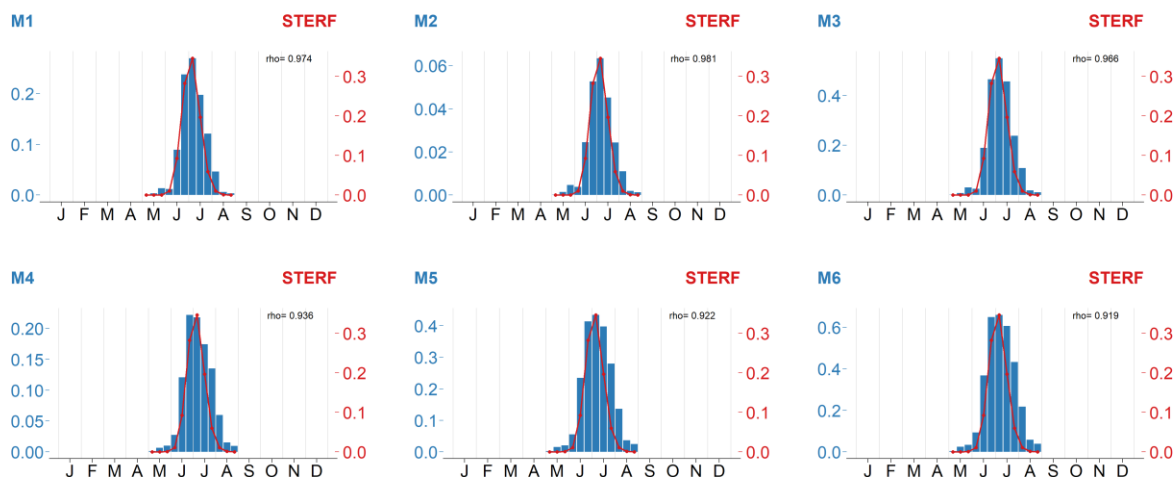 M1 STERF
rho= 0.974
0.2
0.1
0.0
0.3
0.2
0.1
0.0
J F M A M J J A S O N D
M2 STERF
rho= 0.981
0.06
0.04
0.02
0.00
0.3
0.2
0.1
0.0
J F M A M J J A S O N D
M3 STERF
rho= 0.966
0.4
0.2
0.0
0.3
0.2
0.1
0.0
J F M A M J J A S O N D
M4 STERF
rho= 0.936
0.20
0.15
0.10
0.05
0.00
0.3
0.2
0.1
0.0
J F M A M J J A S O N D
M5 STERF
rho= 0.922
0.4
0.3
0.2
0.1
0.0
0.3
0.2
0.1
0.0
J F M A M J J A S O N D
M6 STERF
rho= 0.919
0.6
0.4
0.2
0.0
0.3
0.2
0.1
0.0
J F M A M J J A S O N D